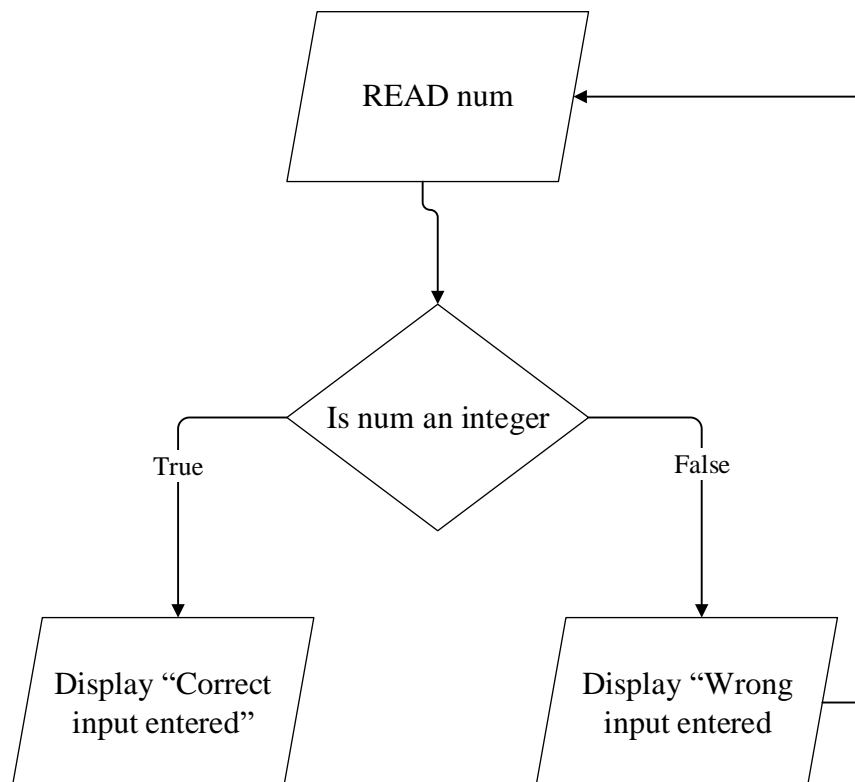 READ num
Is num an integer
True
False
Display “Correct
input entered”
Display “Wrong
input entered